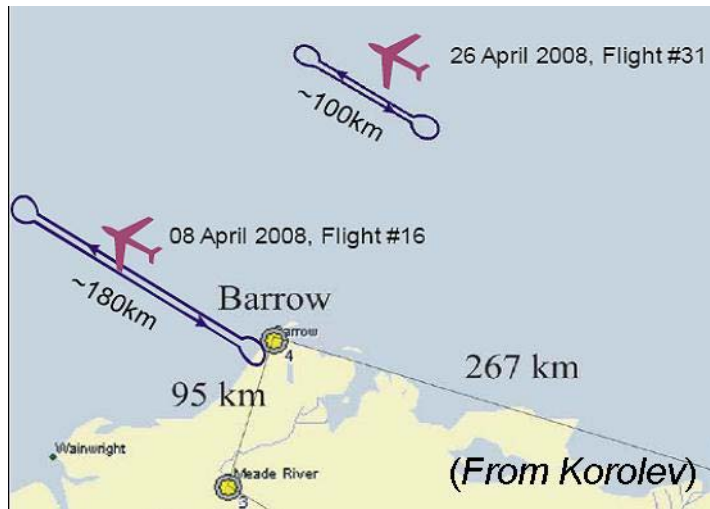 26 April 2008, Flight #31
~100km
08 April 2008, Flight #16
~180km
Barrow
arrow
4
267 km
95 km
Wainwright
Meade River
(From Korolev)
3